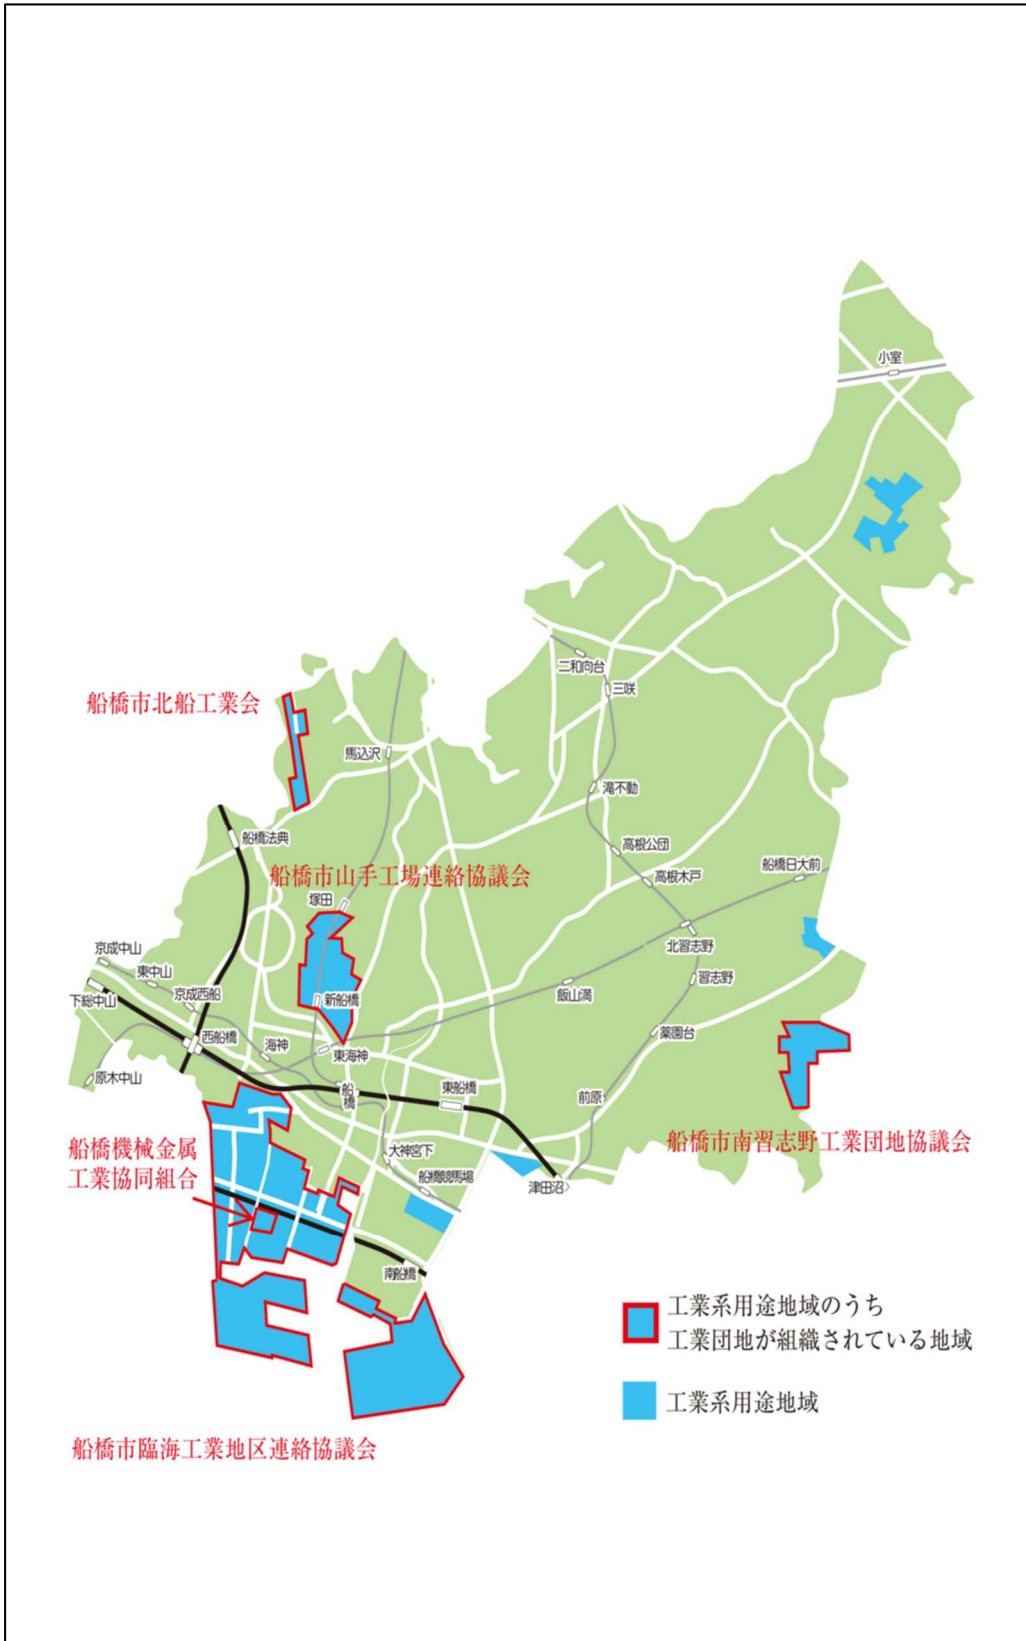 小室
二和向台
三咲
船橋市北船工業会
馬込沢
滝不動
船橋法典
高根公団
船橋日大前
船橋市山手工場連絡協議会
高根木戸
塚田
北習志野
京成中山
東中山
習志野
京成西船
新船橋
飯山満
下総中山
西船橋
薬園台
海神
東海神
原木中山
船橋
東船橋
前原
船橋機械金属
工業協同組合
船橋市南習志野工業団地協議会
大神宮下
船橋競馬場
津田沼
南船橋
工業系用途地域のうち
工業団地が組織されている地域
工業系用途地域
船橋市臨海工業地区連絡協議会